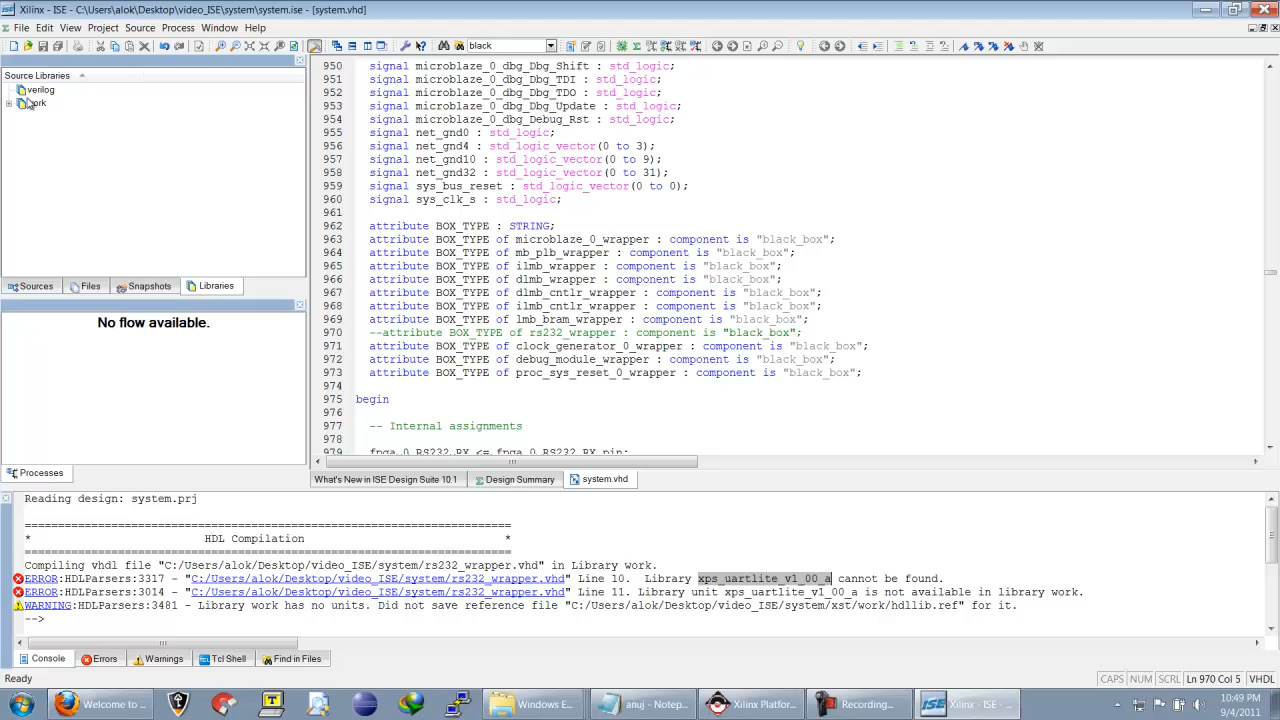 Xilinx - ISE - C:\Users\alok\Desktop\video_ISE\system\system.ise - [system.vhd]
File Edit View Project Source Process Window Help
black
Source Libraries
verilog
Sources Files Snapshots Libraries
No flow available.
Processes
950 signal microblaze_0_dbg_Dbg_Shift : std_logic;
951 signal microblaze_0_dbg_Dbg_TDI : std_logic;
952 signal microblaze_0_dbg_Dbg_TDO : std_logic;
953 signal microblaze_0_dbg_Dbg_Update : std_logic;
954 signal microblaze_0_dbg_Debug_Rst : std_logic;
955 signal net_gnd0 : std_logic;
956 signal net_gnd4 : std_logic_vector(0 to 3);
957 signal net_gnd10 : std_logic_vector(0 to 9);
958 signal net_gnd32 : std_logic_vector(0 to 31);
959 signal sys_bus_reset : std_logic_vector(0 to 0);
960 signal sys_clk_s : std_logic;
961
962 attribute BOX_TYPE : STRING;
963 attribute BOX_TYPE of microblaze_0_wrapper : component is "black_box";
964 attribute BOX_TYPE of mb_plb_wrapper : component is "black_box";
965 attribute BOX_TYPE of ilmb_wrapper : component is "black_box";
966 attribute BOX_TYPE of dlmb_wrapper : component is "black_box";
967 attribute BOX_TYPE of dlmb_cntlr_wrapper : component is "black_box";
968 attribute BOX_TYPE of ilmb_cntlr_wrapper : component is "black_box";
969 attribute BOX_TYPE of lmb_bram_wrapper : component is "black_box";
970 --attribute BOX_TYPE of rs232_wrapper : component is "black_box";
971 attribute BOX_TYPE of clock_generator_0_wrapper : component is "black_box";
972 attribute BOX_TYPE of debug_module_wrapper : component is "black_box";
973 attribute BOX_TYPE of proc_sys_reset_0_wrapper : component is "black_box";
974
975 begin
976
977 -- Internal assignments
978
979 fpga_0_RS232_RX <= fpga_0_RS232_RX_pin;
What's New in ISE Design Suite 10.1 Design Summary system.vhd
Reading design: system.prj
=========================================================================
* HDL Compilation *
=========================================================================
Compiling vhdl file "C:/Users/alok/Desktop/video_ISE/system/rs232_wrapper.vhd" in Library work.
ERROR:HDLParsers:3317 - "C:/Users/alok/Desktop/video_ISE/system/rs232_wrapper.vhd" Line 10. Library xps_uartlite_v1_00_a cannot be found.
ERROR:HDLParsers:3014 - "C:/Users/alok/Desktop/video_ISE/system/rs232_wrapper.vhd" Line 11. Library unit xps_uartlite_v1_00_a is not available in library work.
WARNING:HDLParsers:3481 - Library work has no units. Did not save reference file "C:/Users/alok/Desktop/video_ISE/system/xst/work/hdllib.ref" for it.
-->
Console Errors Warnings Tcl Shell Find in Files
Ready CAPS NUM SCRL Ln 970 Col 5 VHDL
Welcome to ... Windows E... anuj - Notep... Xilinx Platfor... Recording... Xilinx - ISE - ... 10:49 PM
9/4/2011